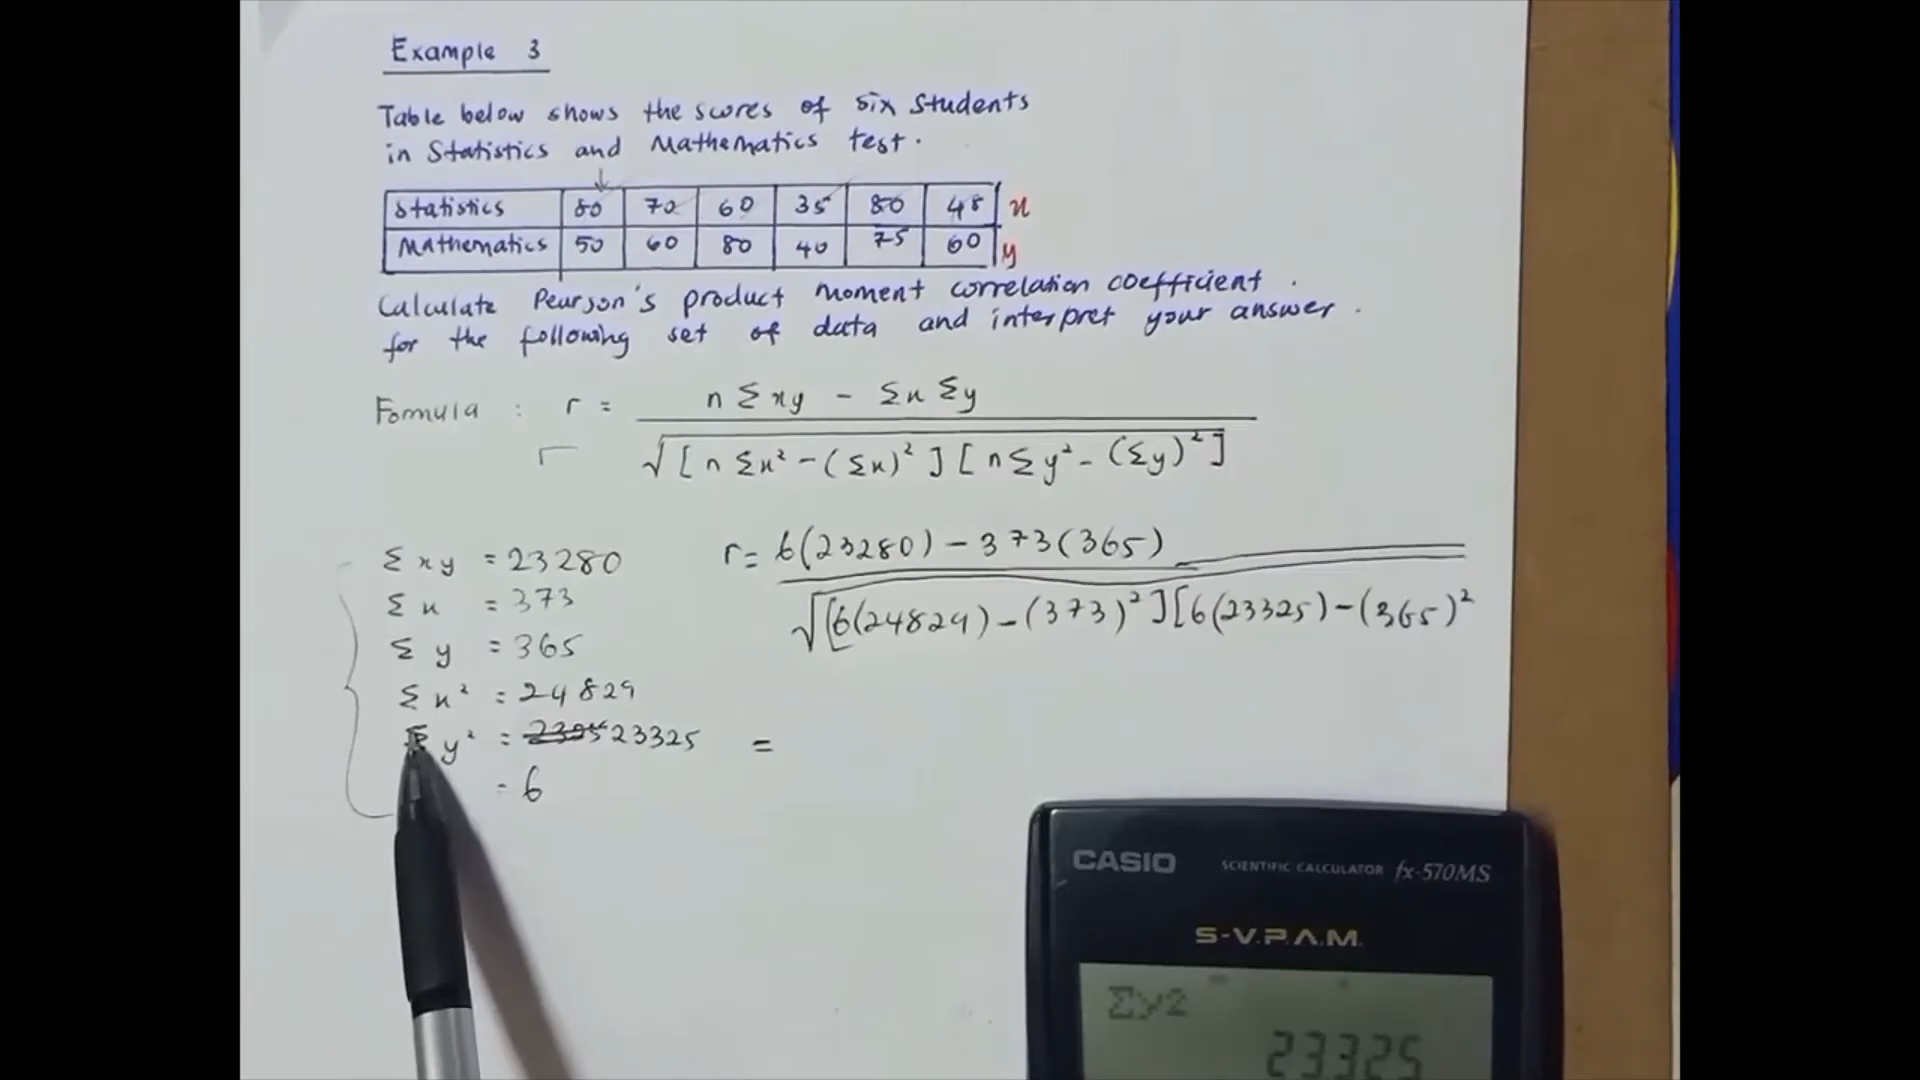 Example 3
Table below shows the scores of six students
in Statistics and Mathematics test.
Statistics 80 70 60 35 80 48 x
Mathematics 50 60 80 40 75 60 y
Calculate Pearson's product moment correlation coefficient.
for the following set of data and interpret your answer.
Formula : r = n Σxy - Σx Σy
√[n Σx² - (Σx)²][n Σy² - (Σy)²]
Σxy = 23280
Σx = 373
Σy = 365
Σx² = 24829
Σy² = 23325
= 6
r = 6(23280) - 373(365)
√[6(24829) - (373)²][6(23325) - (365)²
=
CASIO SCIENTIFIC CALCULATOR fx-570MS
S-V.P.A.M.
Σy2
23325